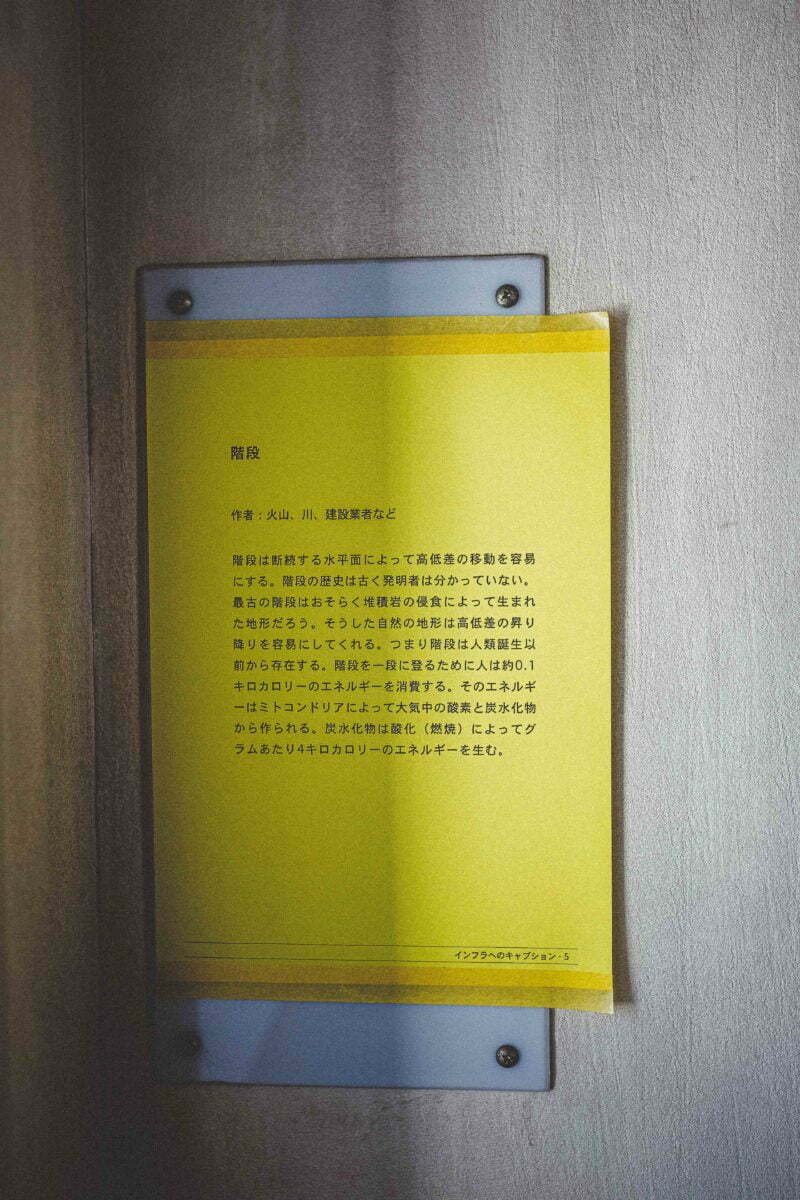 階段
作者：火山、川、建設業者など
階段は断続する水平面によって高低差の移動を容易
にする。階段の歴史は古く発明者は分かっていない。
最古の階段はおそらく堆積岩の侵食によって生まれ
た地形だろう。そうした自然の地形は高低差の昇り
降りを容易にしてくれる。つまり階段は人類誕生以
前から存在する。階段を一段に登るために人は約0.1
キロカロリーのエネルギーを消費する。そのエネルギ
ーはミトコンドリアによって大気中の酸素と炭水化物
から作られる。炭水化物は酸化（燃焼）によってグ
ラムあたり4キロカロリーのエネルギーを生む。
インフラへのキャプション - 5